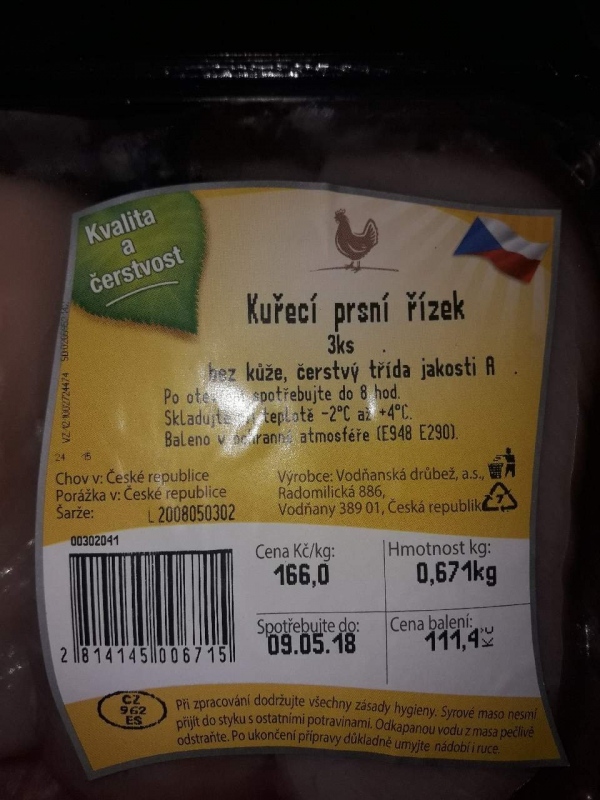 Kvalita
a
čerstvost
Kuřecí prsní řízek
3ks
bez kůže, čerstvý třída jakosti A
Po spotřebujte do 8 hod.
Skladujte teplotě -2°C až +4°C.
Baleno v ochranné atmosféře (E948 E290).
Chov v: České republice
Porážka v: České republice
Šarže: L 2008050302
Výrobce: Vodňanská drůbež, a.s.,
Radomilická 886,
Vodňany 389 01, Česká republik
00302041
2 814145 006715
Cena Kč/kg:
166,0
Hmotnost kg:
0,671kg
Spotřebujte do:
09.05.18
Cena balení:
111,4 Kč
CZ
962
ES
Při zpracování dodržujte všechny zásady hygieny. Syrové maso nesmí
přijít do styku s ostatními potravinami. Odkapanou vodu z masa pečlivě
odstraňte. Po ukončení přípravy důkladně umyjte nádobí i ruce.